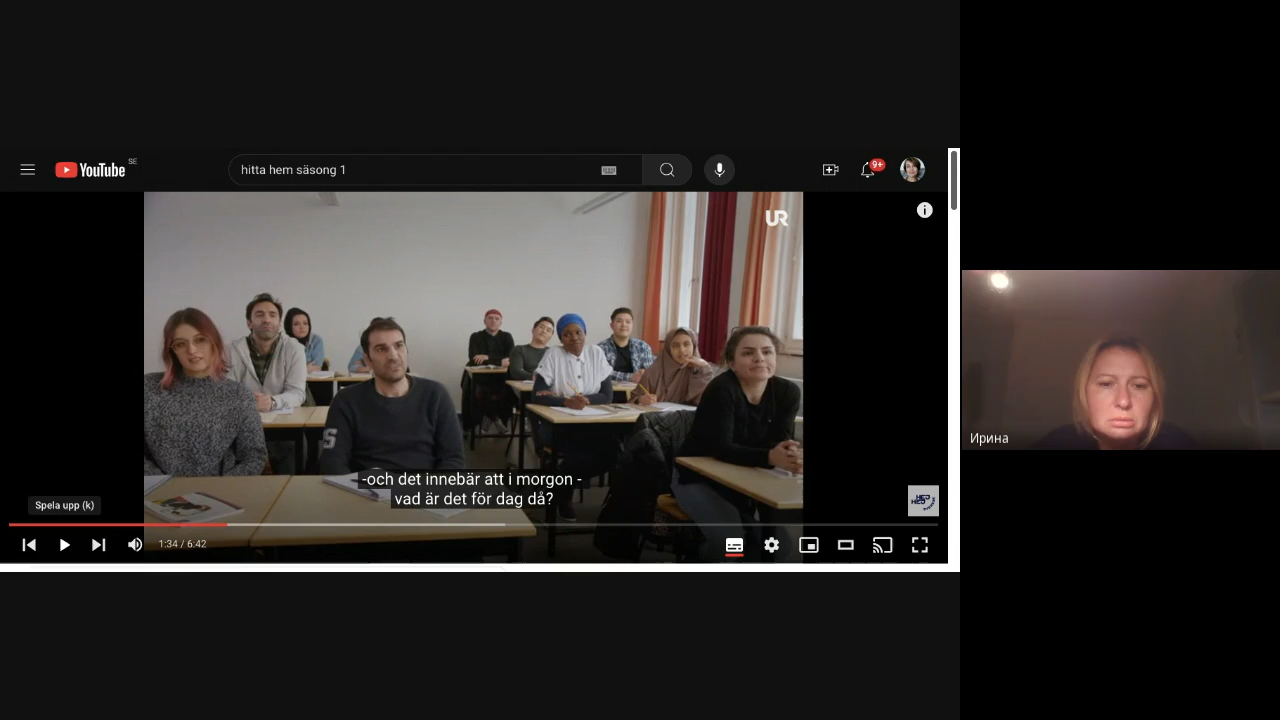 YouTube SE
hitta hem säsong 1
9+
UR
-och det innebär att i morgon -
vad är det för dag då?
Spela upp (k)
1:34 / 6:42
S
Ирина